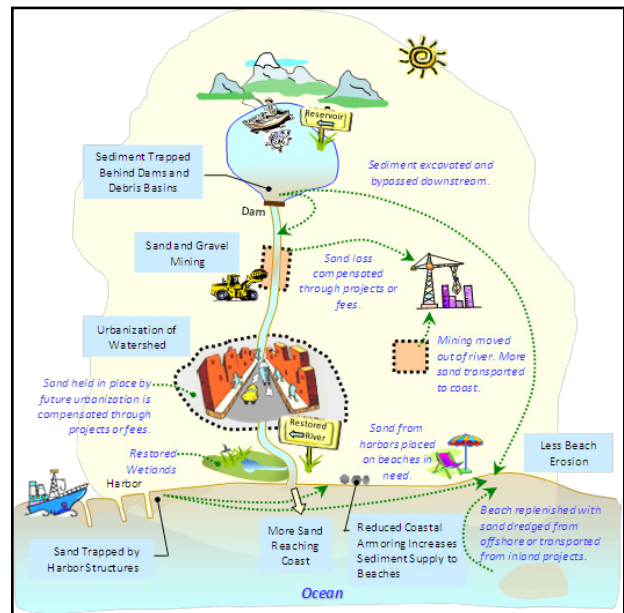 Reservoir
Sediment Trapped
Behind Dams and
Debris Basins
Sediment excavated and
bypassed downstream.
Dam
Sand and Gravel
Mining
Sand loss
compensated
through projects or
fees.
Urbanization of
Watershed
Mining moved
out of river. More
sand transported
to coast.
Sand held in place by
future urbanization is
compensated through
projects or fees.
Restored
River
Sand from
harbors placed
on beaches in
need.
Less Beach
Erosion
Restored
Wetlands
Harbor
Beach replenished with
sand dredged from
offshore or transported
from inland projects.
More Sand
Reaching
Coast
Reduced Coastal
Armoring Increases
Sediment Supply to
Beaches
Sand Trapped by
Harbor Structures
Ocean